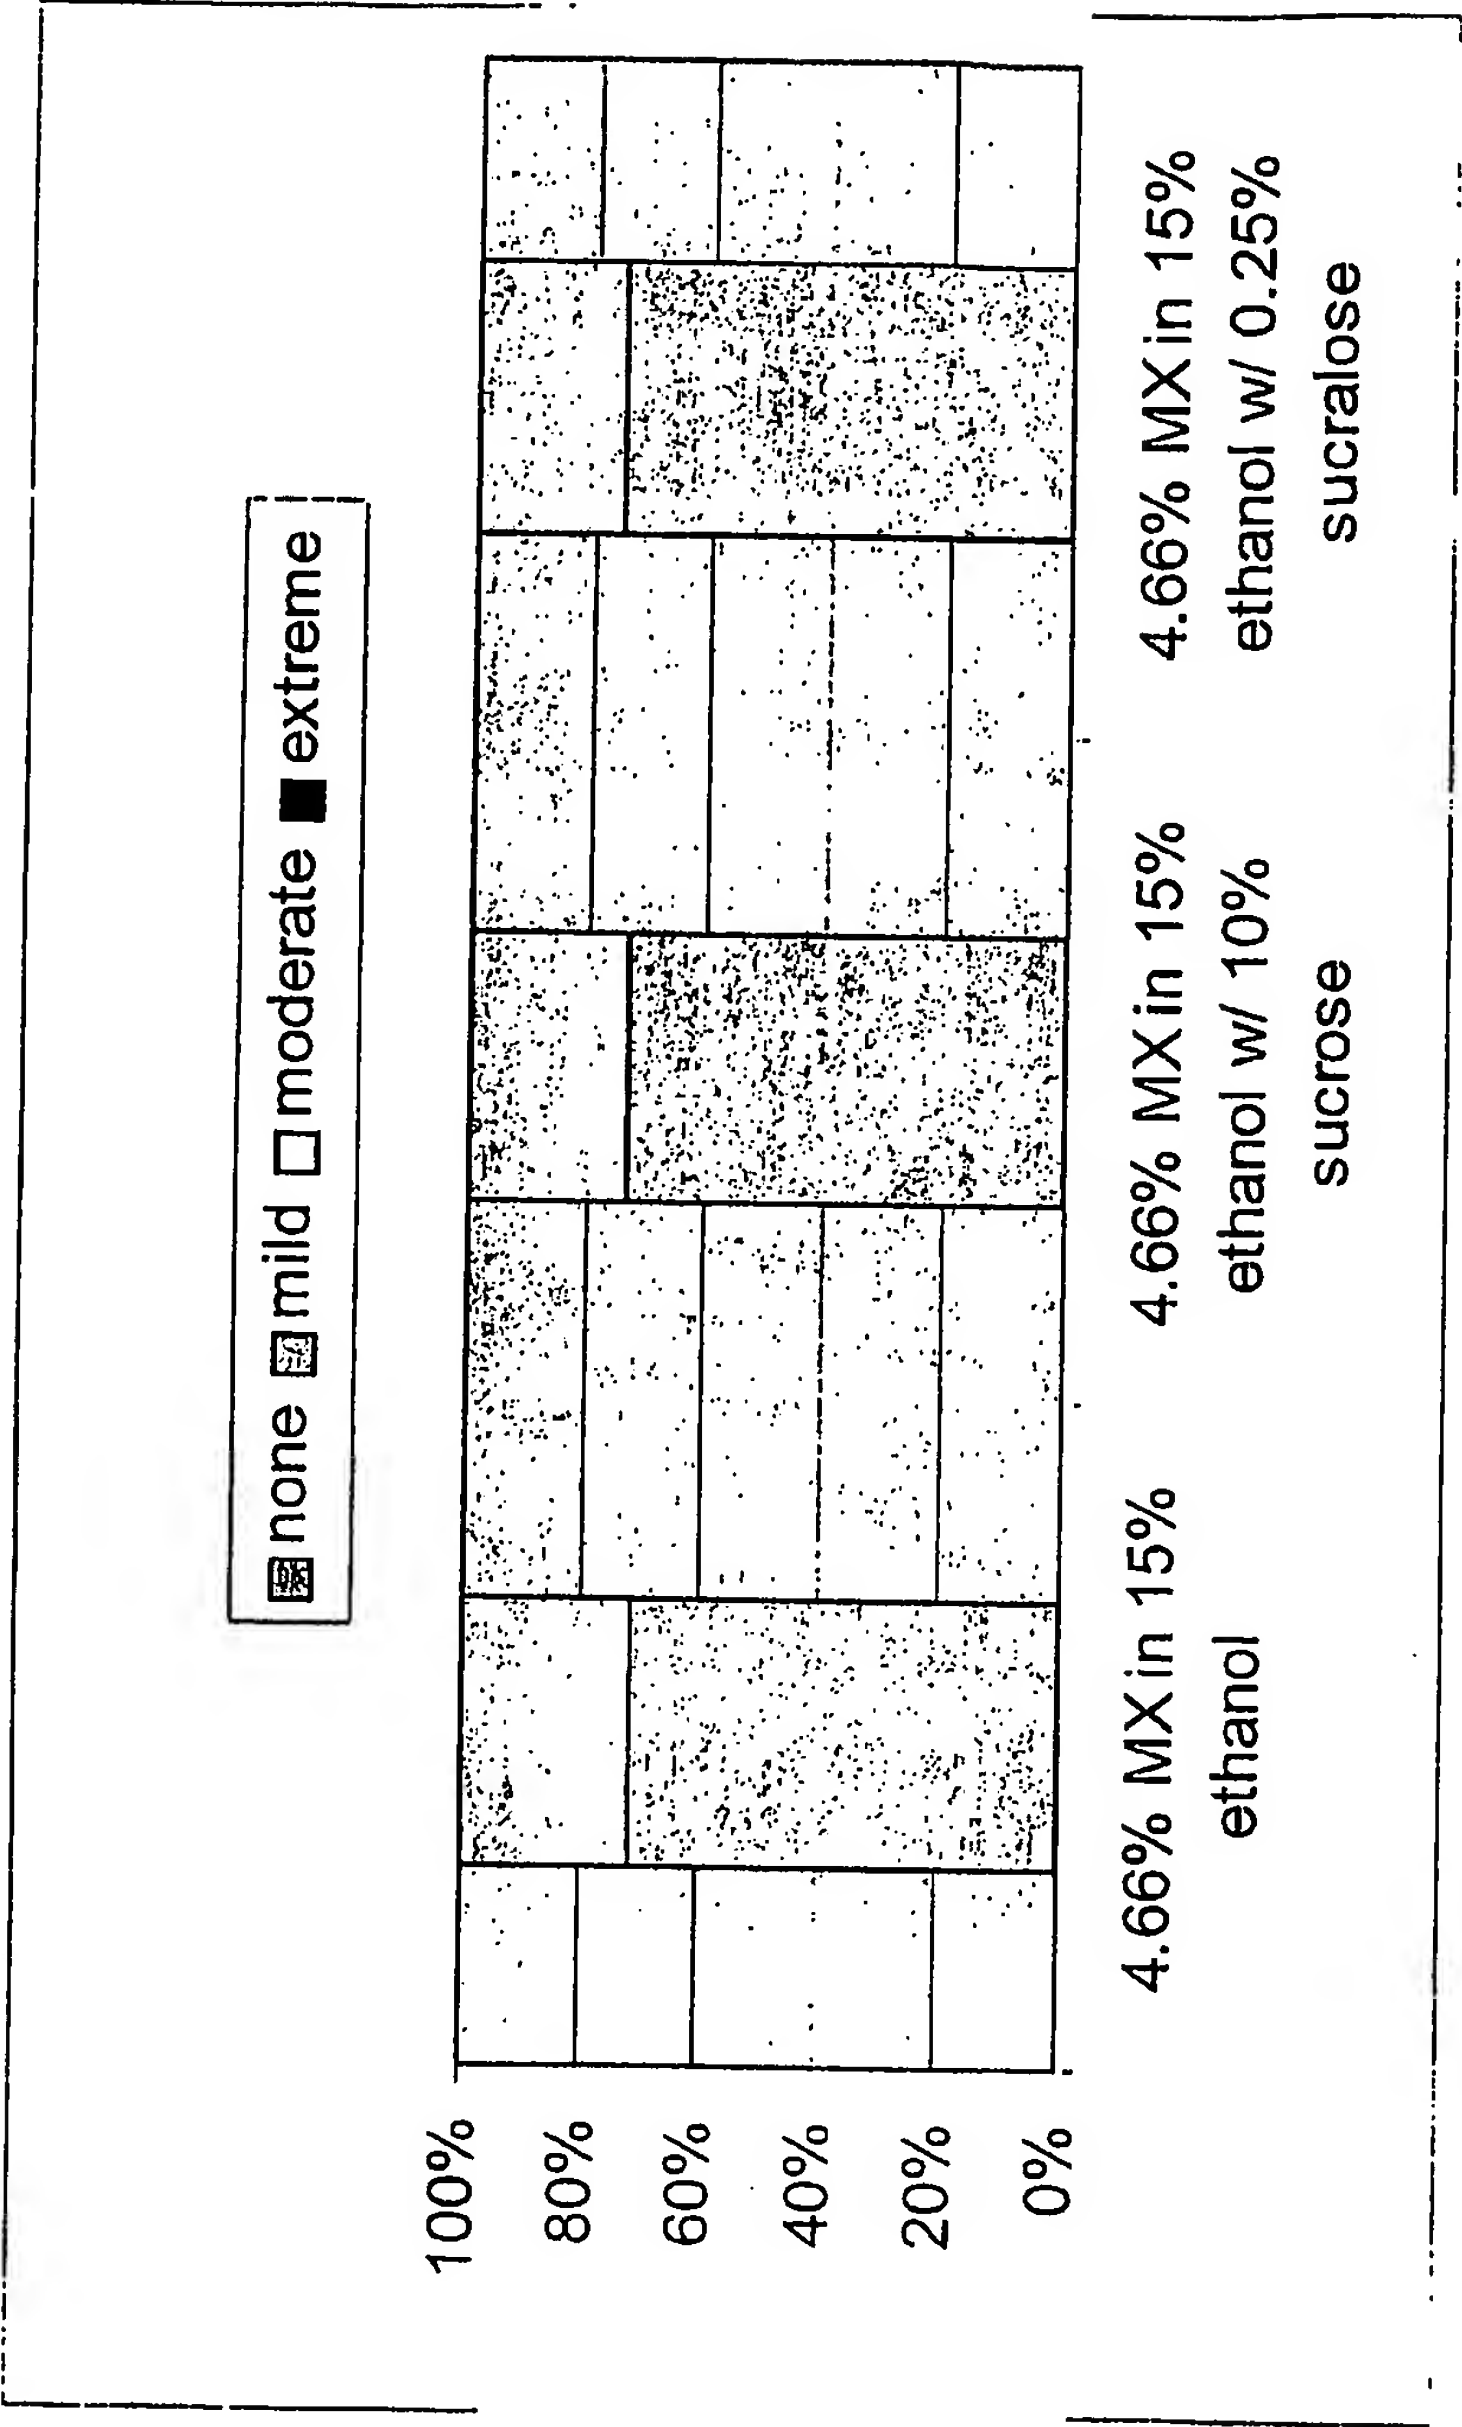 none mild moderate extreme
100%
80%
60%
40%
20%
0%
4.66% MX in 15%
ethanol
4.66% MX in 15%
ethanol w/ 10%
sucrose
4.66% MX in 15%
ethanol w/ 0.25%
sucralose